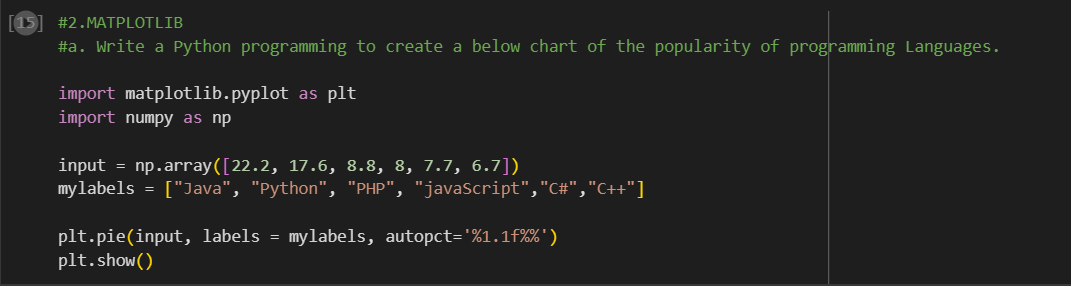 [15] #2.MATPLOTLIB
#a. Write a Python programming to create a below chart of the popularity of programming Languages.
import matplotlib.pyplot as plt
import numpy as np
input = np.array([22.2, 17.6, 8.8, 8, 7.7, 6.7])
mylabels = ["Java", "Python", "PHP", "javaScript","C#","C++"]
plt.pie(input, labels = mylabels, autopct='%1.1f%%')
plt.show()